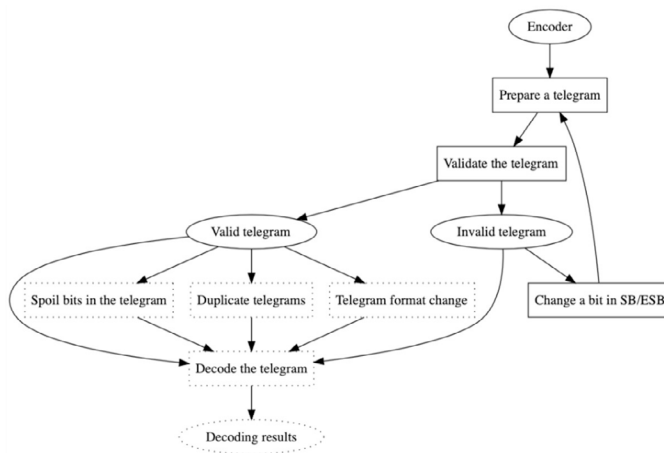 Encoder
Prepare a telegram
Validate the telegram
Valid telegram
Invalid telegram
Spoil bits in the telegram
Duplicate telegrams
Telegram format change
Change a bit in SB/ESB
Decode the telegram
Decoding results